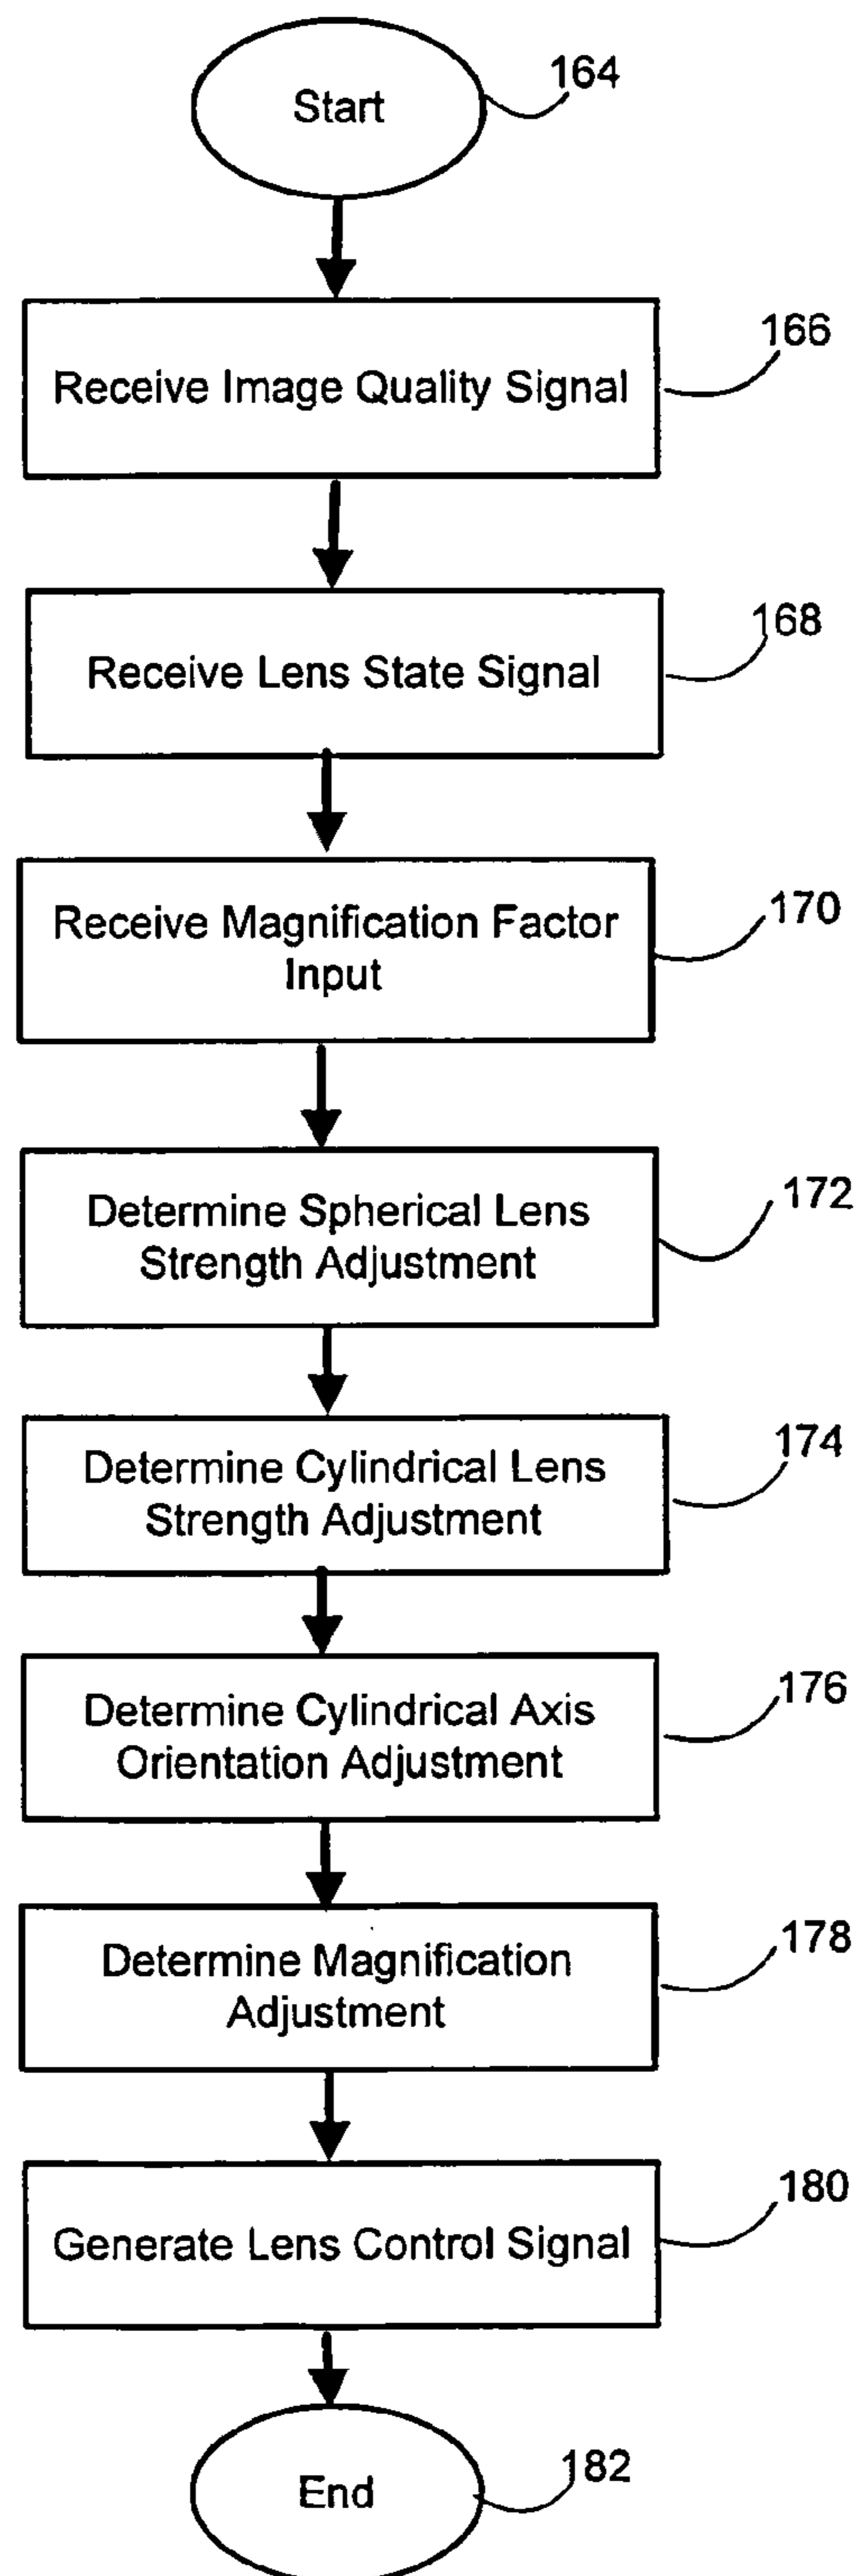 Start
164
Receive Image Quality Signal
166
Receive Lens State Signal
168
Receive Magnification Factor
Input
170
Determine Spherical Lens
Strength Adjustment
172
Determine Cylindrical Lens
Strength Adjustment
174
Determine Cylindrical Axis
Orientation Adjustment
176
Determine Magnification
Adjustment
178
Generate Lens Control Signal
180
End
182